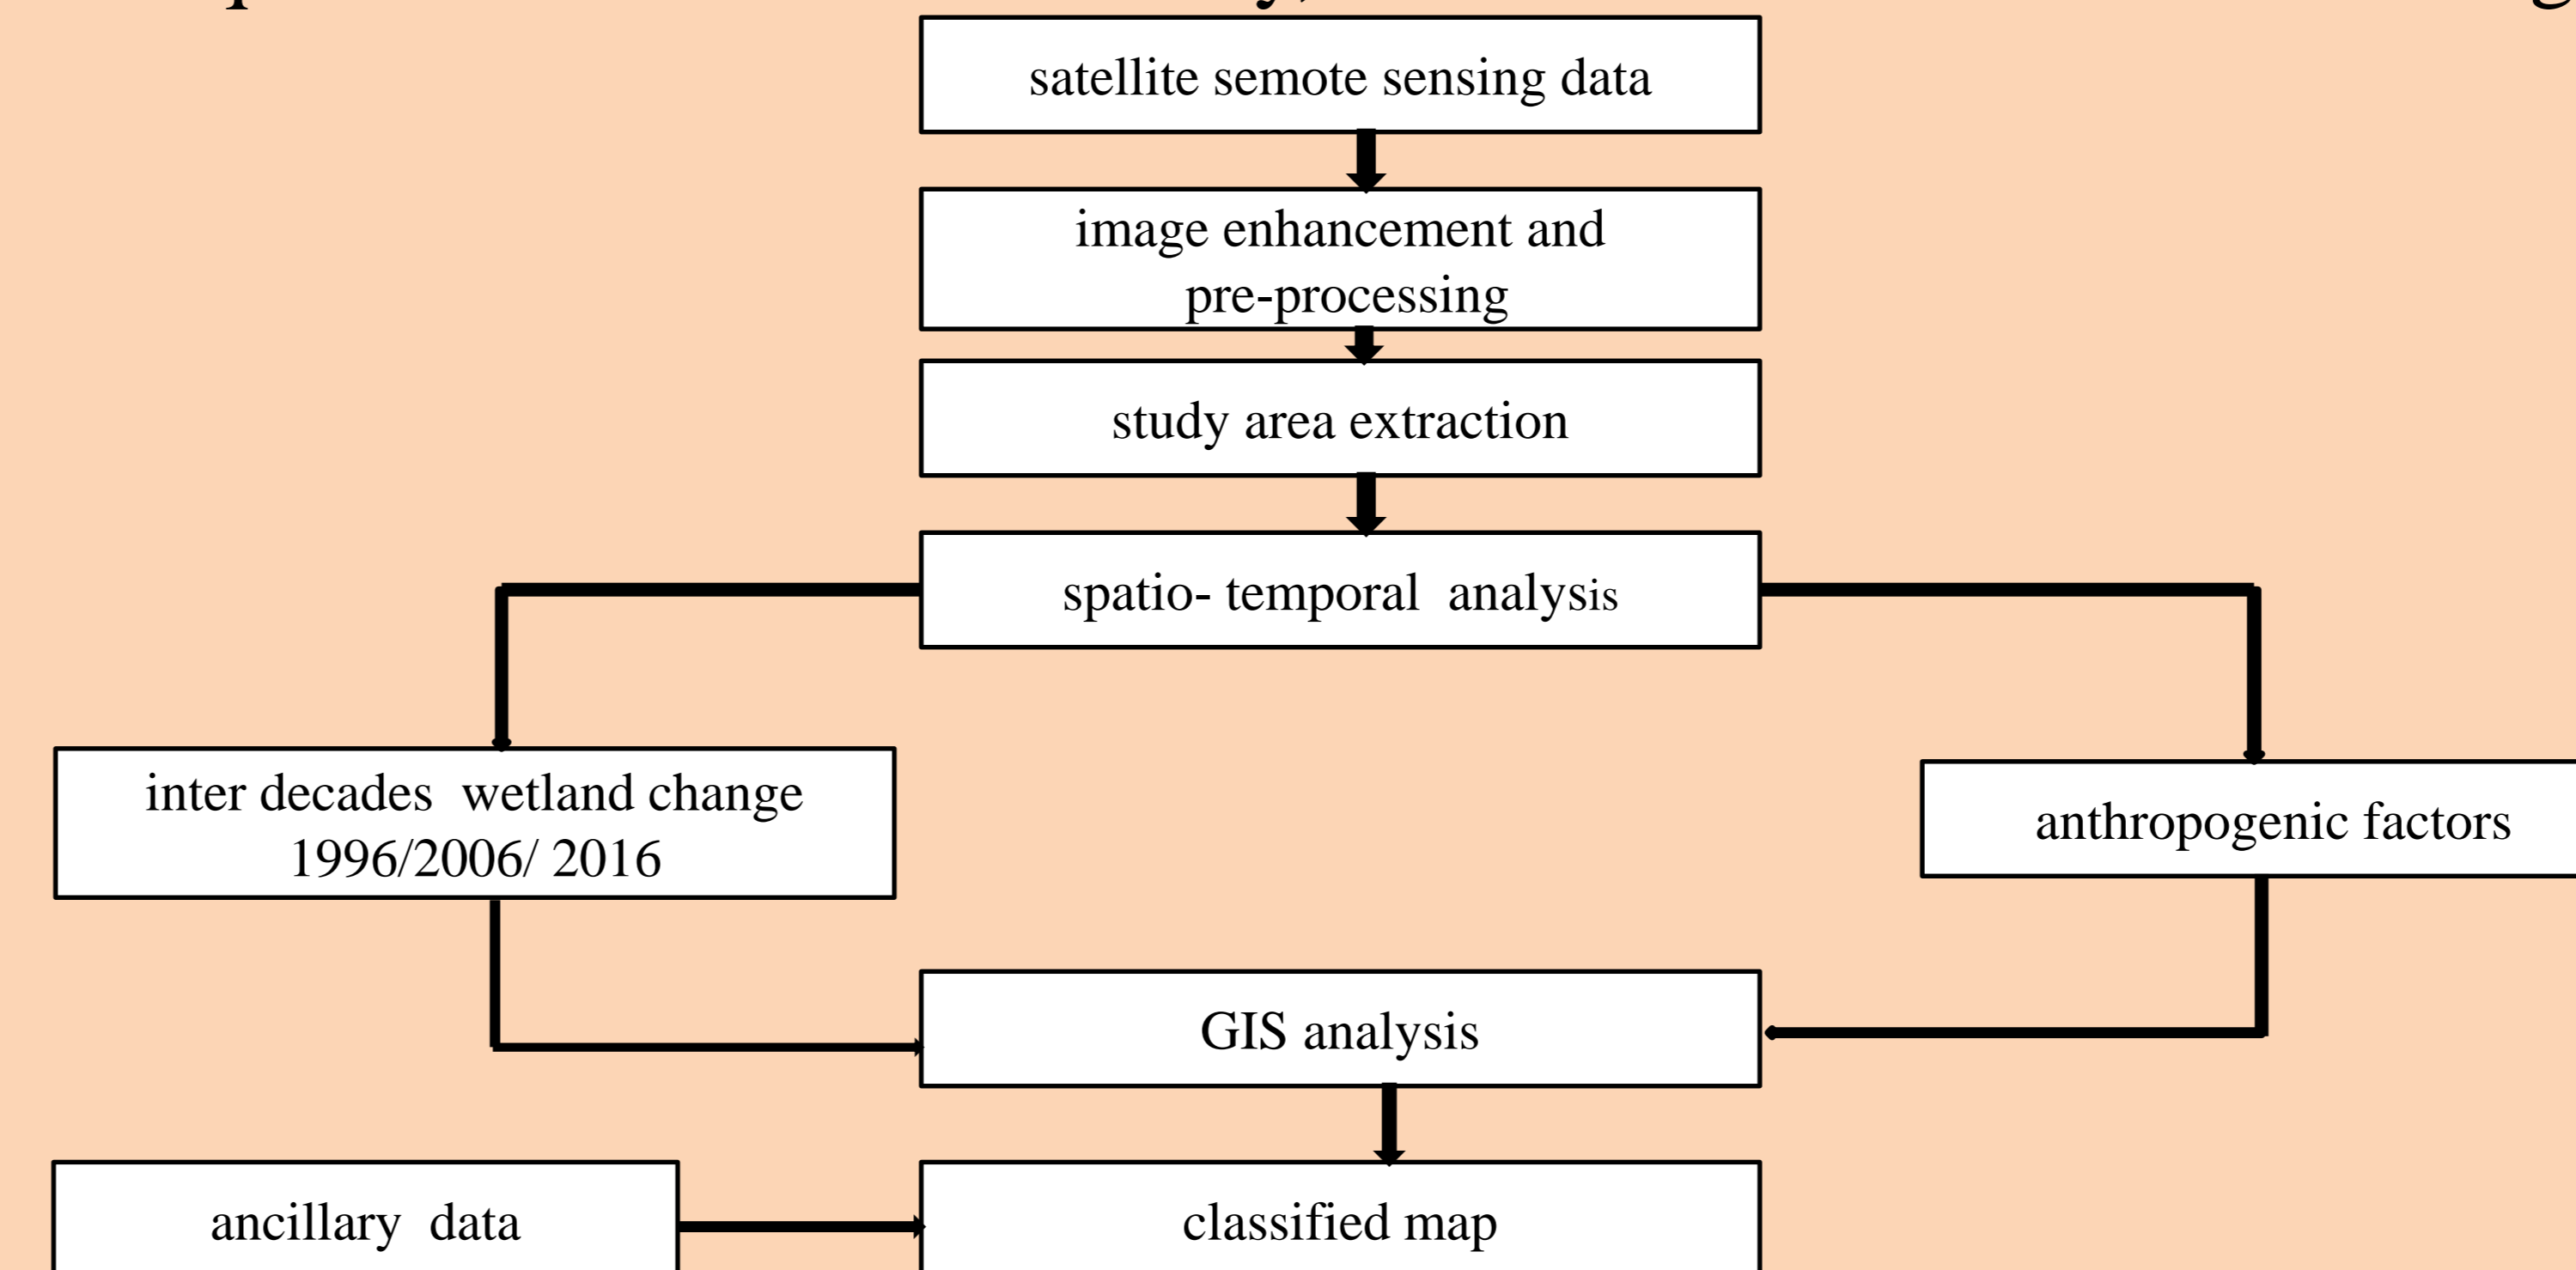 satellite semote sensing data
image enhancement and
pre-processing
study area extraction
spatio- temporal  analysis
inter decades  wetland change
1996/2006/ 2016
anthropogenic factors
GIS analysis
ancillary  data
classified map